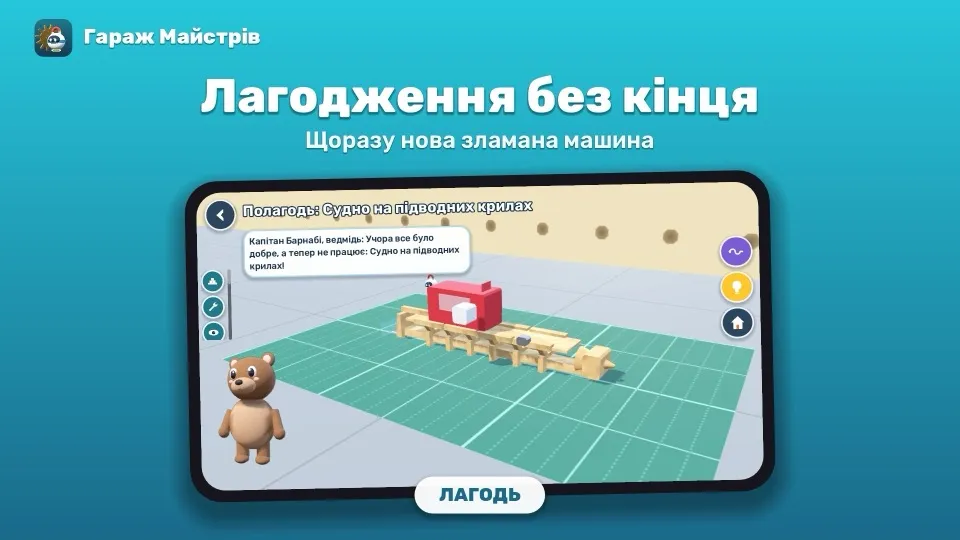 Гараж Майстрів
Лагодження без кінця
Щоразу нова зламана машина
Полагодь: Судно на підводних крилах
Капітан Барнабі, ведмідь: Учора все було
добре, а тепер не працює: Судно на підводних
крилах!
ЛАГОДЬ